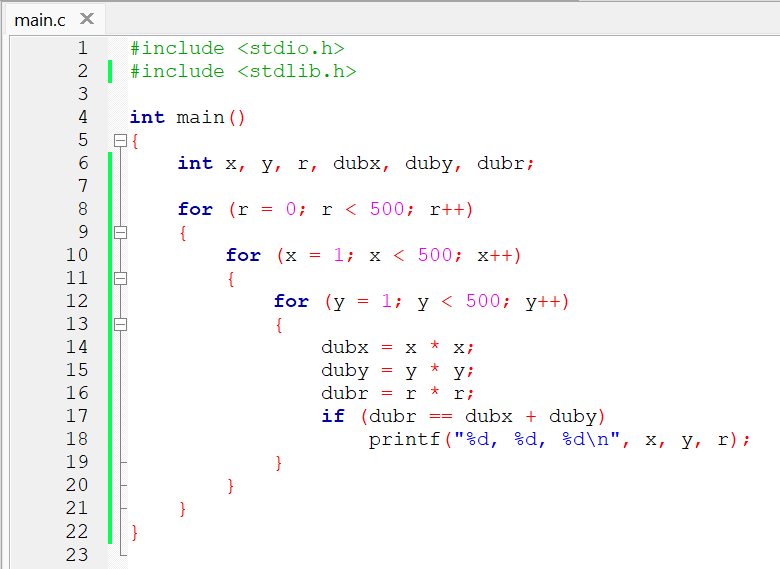 main.c ×
1 #include <stdio.h>
2 #include <stdlib.h>
3
4 int main()
5 {
6     int x, y, r, dubx, duby, dubr;
7
8     for (r = 0; r < 500; r++)
9     {
10         for (x = 1; x < 500; x++)
11         {
12             for (y = 1; y < 500; y++)
13             {
14                 dubx = x * x;
15                 duby = y * y;
16                 dubr = r * r;
17                 if (dubr == dubx + duby)
18                     printf("%d, %d, %d\n", x, y, r);
19             }
20         }
21     }
22 }
23